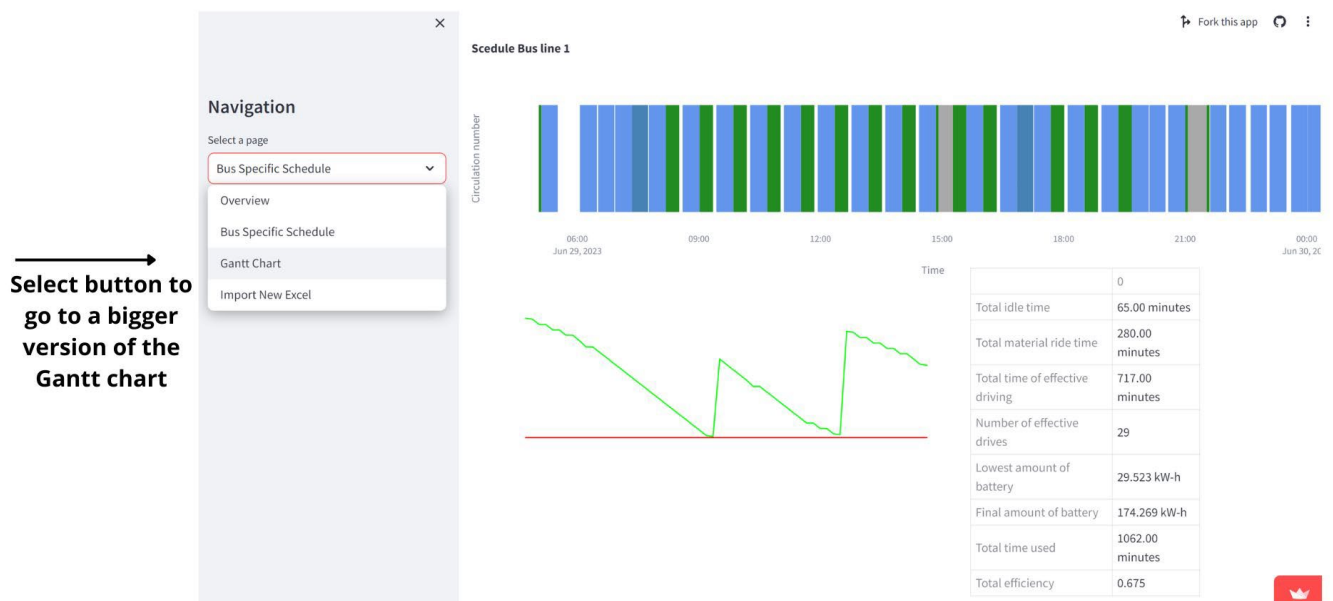 Fork this app
Scedule Bus line 1
Navigation
Select a page
Bus Specific Schedule
Overview
Bus Specific Schedule
Gantt Chart
Import New Excel
Select button to
go to a bigger
version of the
Gantt chart
Circulation number
06:00 09:00 12:00 15:00 18:00 21:00 00:00
Jun 29, 2023 Jun 30, 20
Time
0
Total idle time 65.00 minutes
Total material ride time 280.00
minutes
Total time of effective 717.00
driving minutes
Number of effective
drives 29
Lowest amount of
battery 29.523 kW-h
Final amount of battery 174.269 kW-h
Total time used 1062.00
minutes
Total efficiency 0.675